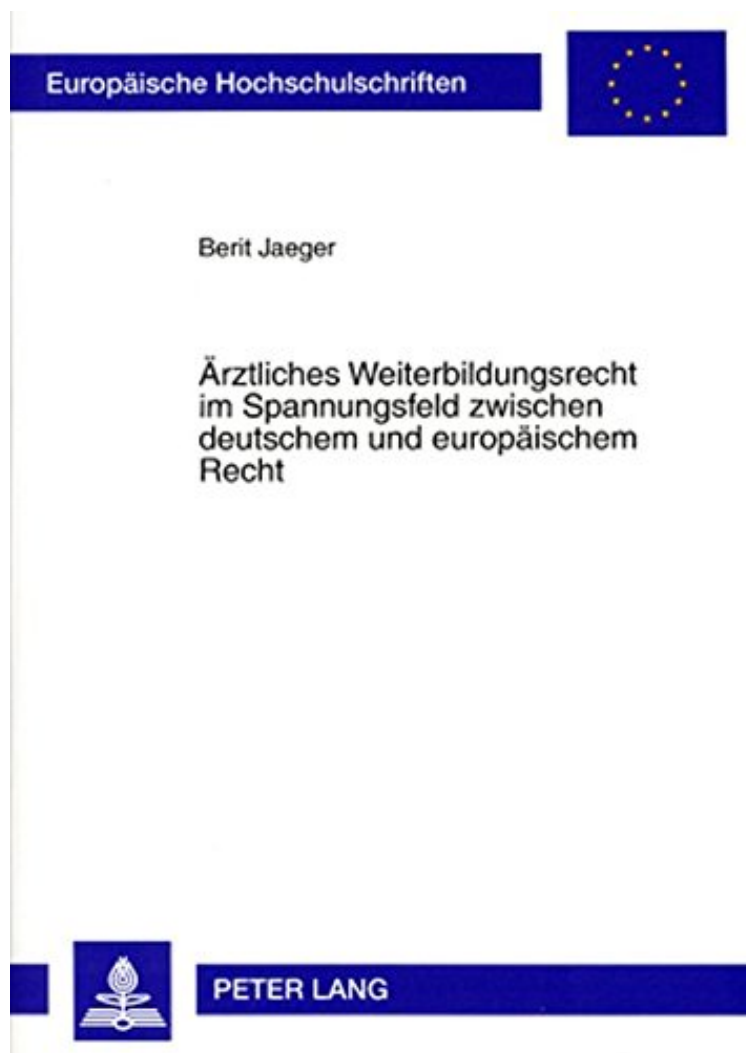 Europäische Hochschulschriften
Berit Jaeger
Ärztliches Weiterbildungsrecht
im Spannungsfeld zwischen
deutschem und europäischem
Recht
PETER LANG